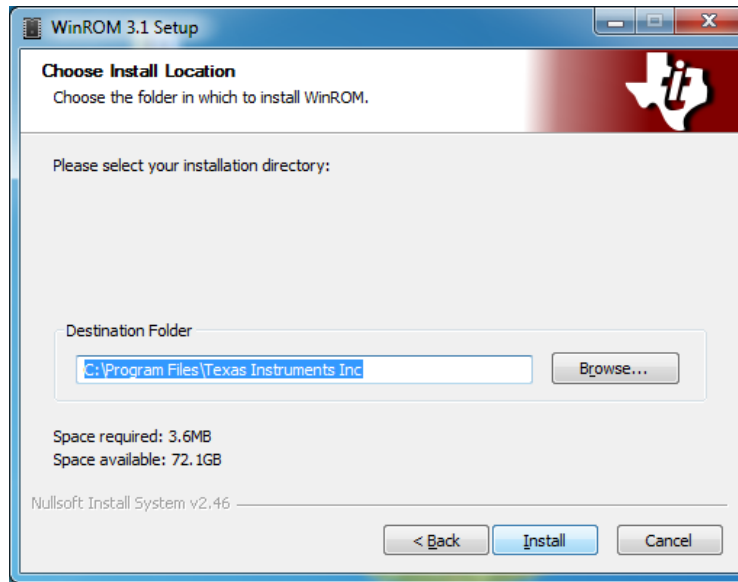 WinROM 3.1 Setup
Choose Install Location
Choose the folder in which to install WinROM.
Please select your installation directory:
Destination Folder
C:\Program Files\Texas Instruments Inc
Browse...
Space required: 3.6MB
Space available: 72.1GB
Nullsoft Install System v2.46
< Back
Install
Cancel